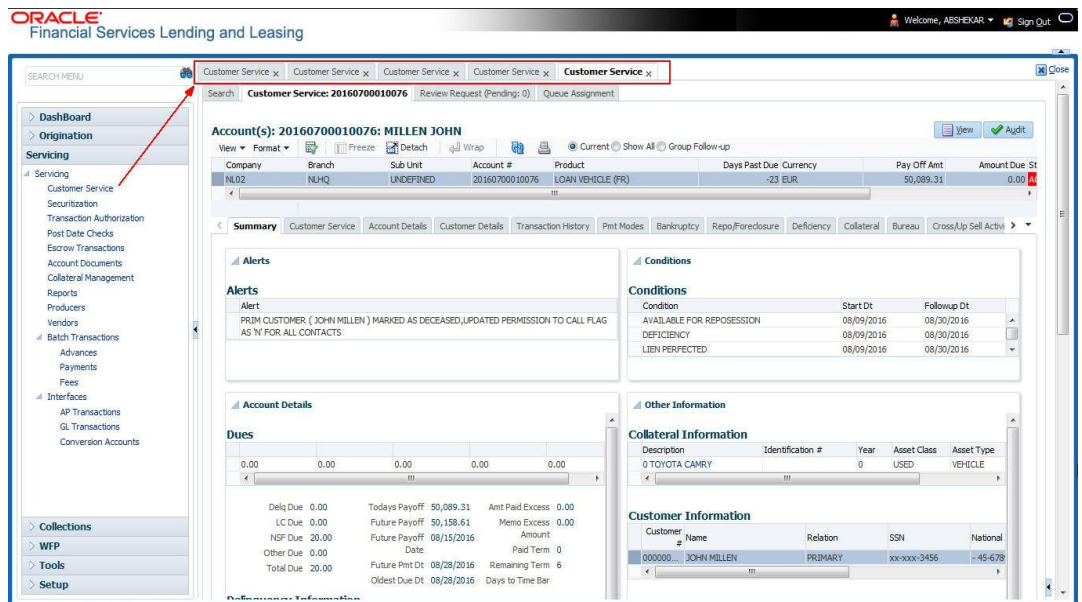 ORACLE
Financial Services Lending and Leasing
Welcome, ABSHEKAR Sign Out
Close
SEARCH MENU
DashBoard
Origination
Servicing
Servicing
Customer Service
Securitization
Transaction Authorization
Post Date Checks
Escrow Transactions
Account Documents
Collateral Management
Reports
Producers
Vendors
Batch Transactions
Advances
Payments
Fees
Interfaces
AP Transactions
GL Transactions
Conversion Accounts
Collections
WFP
Tools
Setup
Customer Service x Customer Service x Customer Service x Customer Service x Customer Service x
Search Customer Service: 20160700010076 Review Request (Pending: 0) Queue Assignment
Account(s): 20160700010076: MILLEN JOHN
View Audit
View Format Freeze Detach Wrap Current Show All Group Follow-up
Company Branch Sub Unit Account # Product Days Past Due Currency Pay Off Amt Amount Due St
NL02 NLHQ UNDEFINED 20160700010076 LOAN VEHICLE (FR) -23 EUR 50,089.31 0.00 AC
Summary Customer Service Account Details Customer Details Transaction History Pmt Modes Bankruptcy Repo/Foreclosure Deficiency Collateral Bureau Cross/Up Sell Activi
Alerts
Alerts
Alert
PRIM CUSTOMER ( JOHN MILLEN ) MARKED AS DECEASED,UPDATED PERMISSION TO CALL FLAG
AS 'N' FOR ALL CONTACTS
Conditions
Conditions
Condition Start Dt Followup Dt
AVAILABLE FOR REPOSESSION 08/09/2016 08/30/2016
DEFICIENCY 08/09/2016 08/30/2016
LIEN PERFECTED 08/09/2016 08/30/2016
Account Details
Dues
0.00 0.00 0.00 0.00 0.00
Delq Due 0.00 Todays Payoff 50,089.31 Amt Paid Excess 0.00
LC Due 0.00 Future Payoff 50,158.61 Memo Excess Amount 0.00
NSF Due 20.00 Future Payoff Date 08/15/2016
Other Due 0.00 Paid Term 0
Total Due 20.00 Future Pmt Dt 08/28/2016 Remaining Term 6
Oldest Due Dt 08/28/2016 Days to Time Bar
Delinquency Information
Other Information
Collateral Information
Description Identification # Year Asset Class Asset Type
0 TOYOTA CAMRY 0 USED VEHICLE
Customer Information
Customer # Name Relation SSN National
000000... JOHN MILLEN PRIMARY xx-xxx-3456 - 45-678